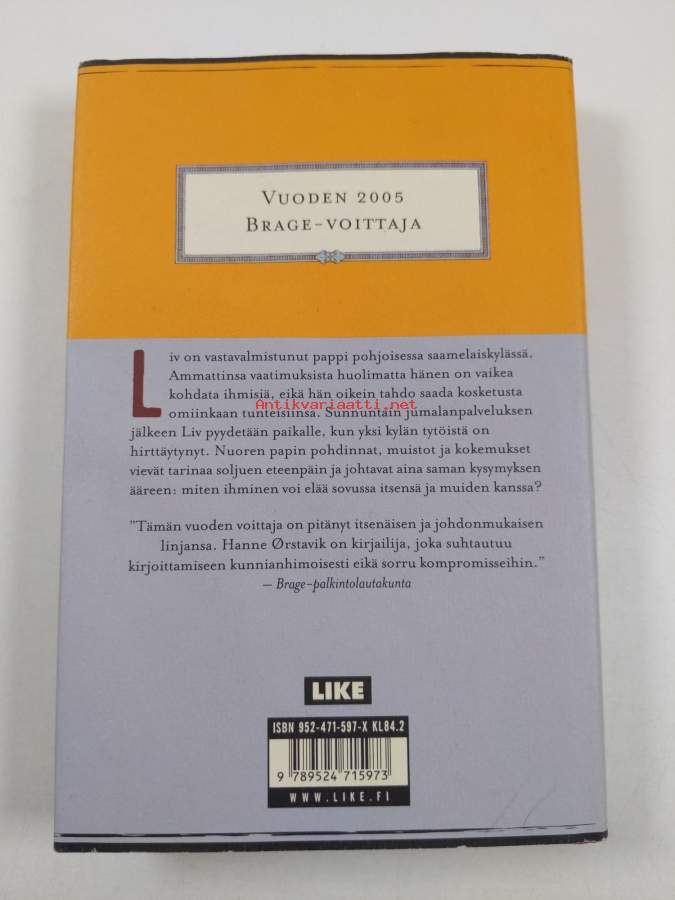 VUODEN 2005
BRAGE-VOITTAJA
Liv on vastavalmistunut pappi pohjoisessa saamelaiskylässä.
Ammattinsa vaatimuksista huolimatta hänen on vaikea
kohdata ihmisiä, eikä hän oikein tahdo saada kosketusta
Antikvariaatti.net
omiinkaan tunteisiinsa. Sunnuntain jumalanpalveluksen
jälkeen Liv pyydetään paikalle, kun yksi kylän tytöistä on
hirttäytynyt. Nuoren papin pohdinnat, muistot ja kokemukset
vievät tarinaa soljuen eteenpäin ja johtavat aina saman kysymyksen
ääreen: miten ihminen voi elää sovussa itsensä ja muiden kanssa?
"Tämän vuoden voittaja on pitänyt itsenäisen ja johdonmukaisen
linjansa. Hanne Ørstavik on kirjailija, joka suhtautuu
kirjoittamiseen kunnianhimoisesti eikä sorru kompromisseihin."
— Brage-palkintolautakunta
LIKE
ISBN 952-471-597-X KL84.2
9 789524 715973
WWW.LIKE.FI